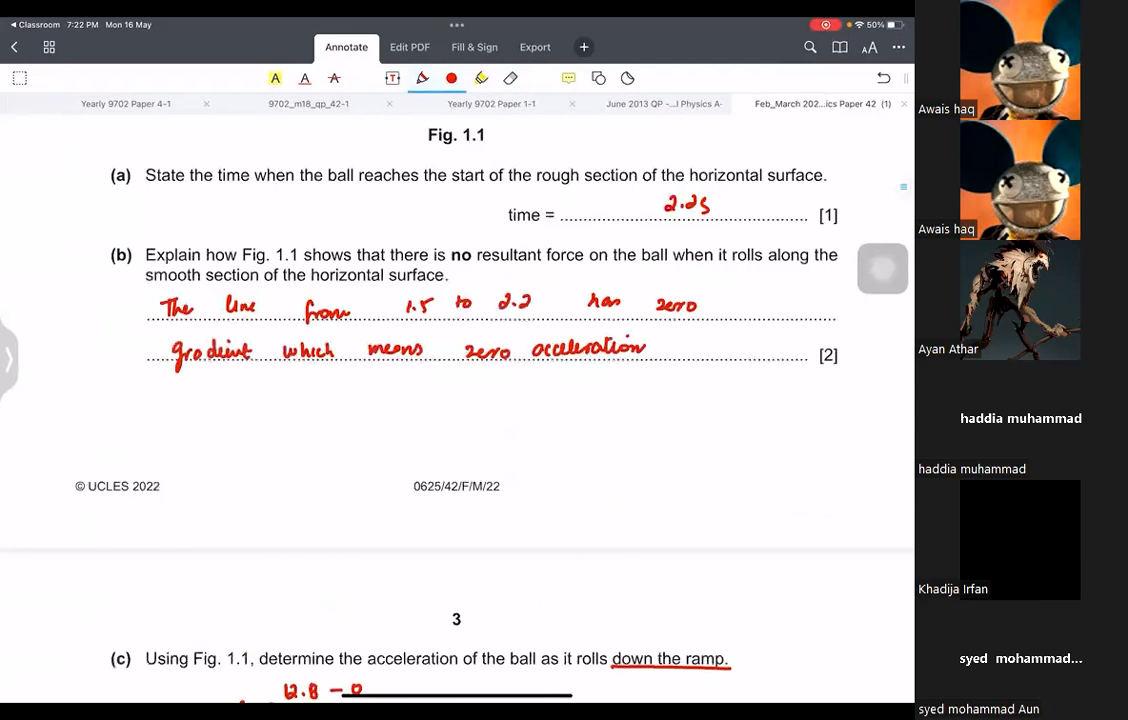 Classroom 7:22 PM Mon 16 May
50%
Annotate Edit PDF Fill & Sign Export
Yearly 9702 Paper 4-1 × 9702_m18_qp_42-1 × Yearly 9702 Paper 1-1 × June 2013 QP -...l Physics A- Feb_March 202...ics Paper 42 (1) ×
Fig. 1.1
(a) State the time when the ball reaches the start of the rough section of the horizontal surface.
time = 2.2s [1]
(b) Explain how Fig. 1.1 shows that there is no resultant force on the ball when it rolls along the
smooth section of the horizontal surface.
The line from 1.5 to 2.2 has zero
gradient which means zero acceleration [2]
© UCLES 2022 0625/42/F/M/22
3
(c) Using Fig. 1.1, determine the acceleration of the ball as it rolls down the ramp.
12.8 - 0
Awais haq
Awais haq
Ayan Athar
haddia muhammad
haddia muhammad
Khadija Irfan
syed mohammad...
syed mohammad Aun